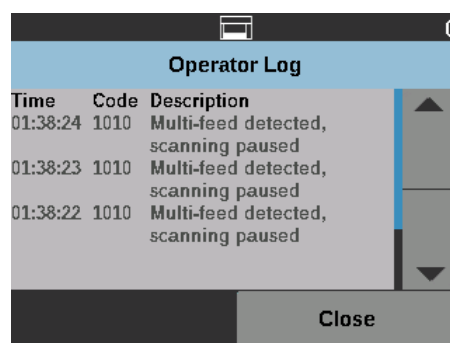 Operator Log
Time Code Description
01:38:24 1010 Multi-feed detected,
scanning paused
01:38:23 1010 Multi-feed detected,
scanning paused
01:38:22 1010 Multi-feed detected,
scanning paused
Close